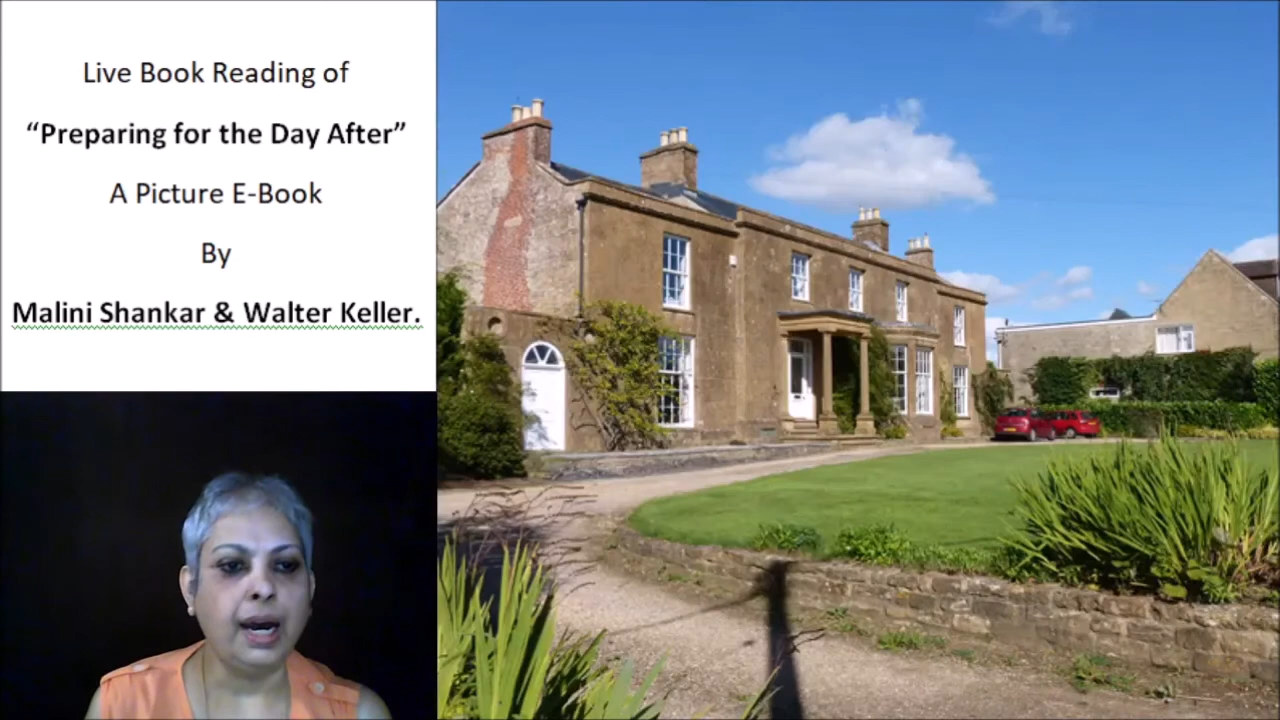 Live Book Reading of
“Preparing for the Day After”
A Picture E-Book
By
Malini Shankar & Walter Keller.